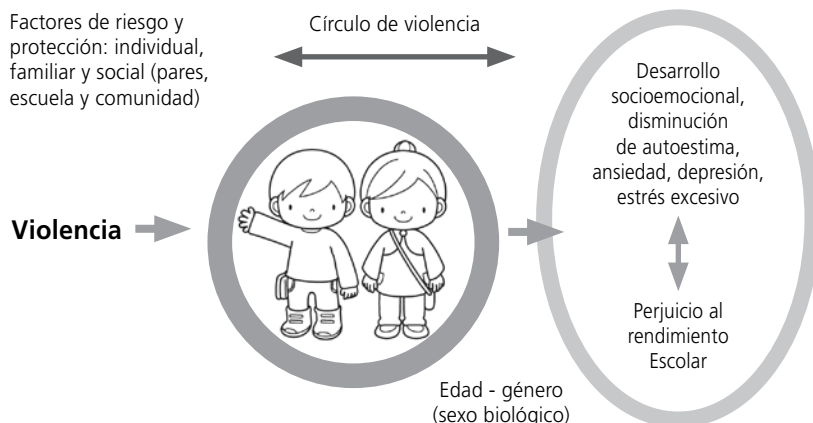 Factores de riesgo y
protección: individual,
familiar y social (pares,
escuela y comunidad)
Círculo de violencia
Violencia
Edad - género
(sexo biológico)
Desarrollo
socioemocional,
disminución
de autoestima,
ansiedad, depresión,
estrés excesivo
Perjuicio al
rendimiento
Escolar